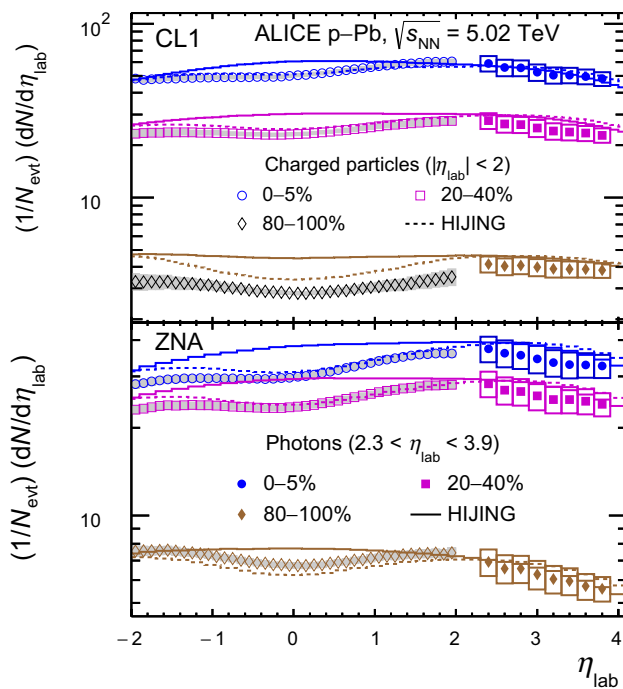 CL1
ALICE p–Pb, √sNN = 5.02 TeV
10²
10
(1/Nevt) (dN/dηlab)
Charged particles (|ηlab| < 2)
0–5%
20–40%
80–100%
HIJING
ZNA
10
(1/Nevt) (dN/dηlab)
Photons (2.3 < ηlab < 3.9)
0–5%
20–40%
80–100%
HIJING
−2
−1
0
1
2
3
4
ηlab